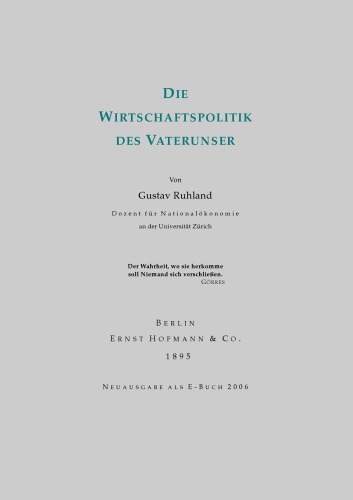 DIE
WIRTSCHAFTSPOLITIK
DES VATERUNSER
Von
Gustav Ruhland
Dozent für Nationalökonomie
an der Universität Zürich
Der Wahrheit, wo sie herkomme
soll Niemand sich verschließen.
GÖRRES
BERLIN
ERNST HOFMANN & CO.
1895
NEUAUSGABE ALS E–BUCH 2006